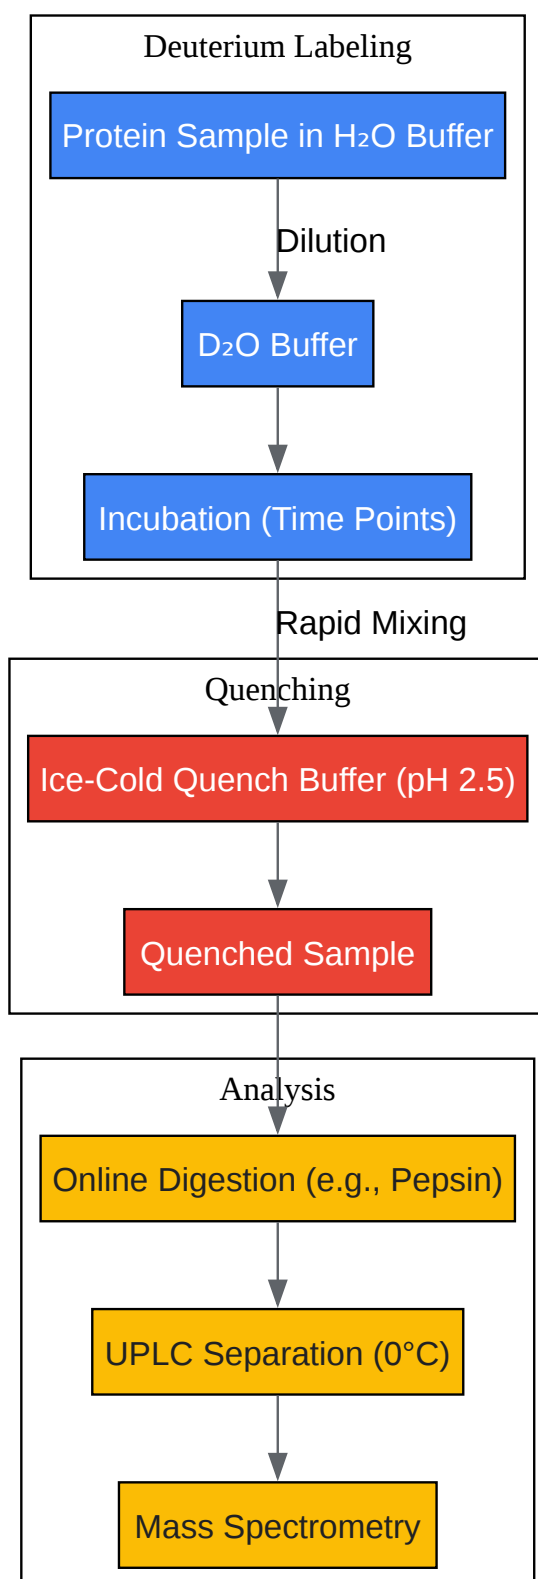 Deuterium Labeling
Protein Sample in H₂O Buffer
Dilution
D₂O Buffer
Incubation (Time Points)
Rapid Mixing
Quenching
Ice-Cold Quench Buffer (pH 2.5)
Quenched Sample
Analysis
Online Digestion (e.g., Pepsin)
UPLC Separation (0°C)
Mass Spectrometry